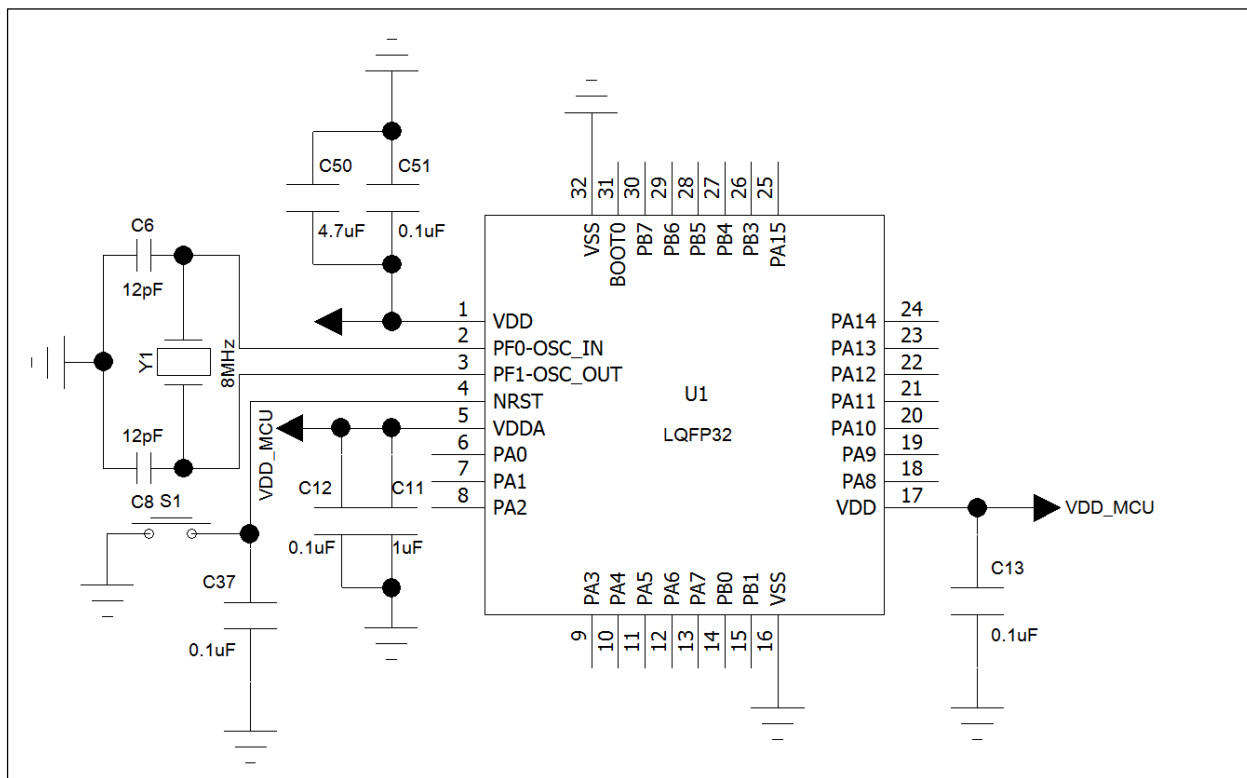 C50
C51
4.7uF
0.1uF
C6
12pF
Y1
8MHz
12pF
C8
S1
VDD_MCU
C37
0.1uF
C12
C11
0.1uF
1uF
32
31
30
29
28
27
26
25
VSS
BOOT0
PB7
PB6
PB5
PB4
PB3
PA15
1 VDD
2 PF0-OSC_IN
3 PF1-OSC_OUT
4 NRST
5 VDDA
6 PA0
7 PA1
8 PA2
U1
LQFP32
PA14 24
PA13 23
PA12 22
PA11 21
PA10 20
PA9 19
PA8 18
VDD 17
VDD_MCU
C13
0.1uF
PA3
PA4
PA5
PA6
PA7
PB0
PB1
VSS
9
10
11
12
13
14
15
16